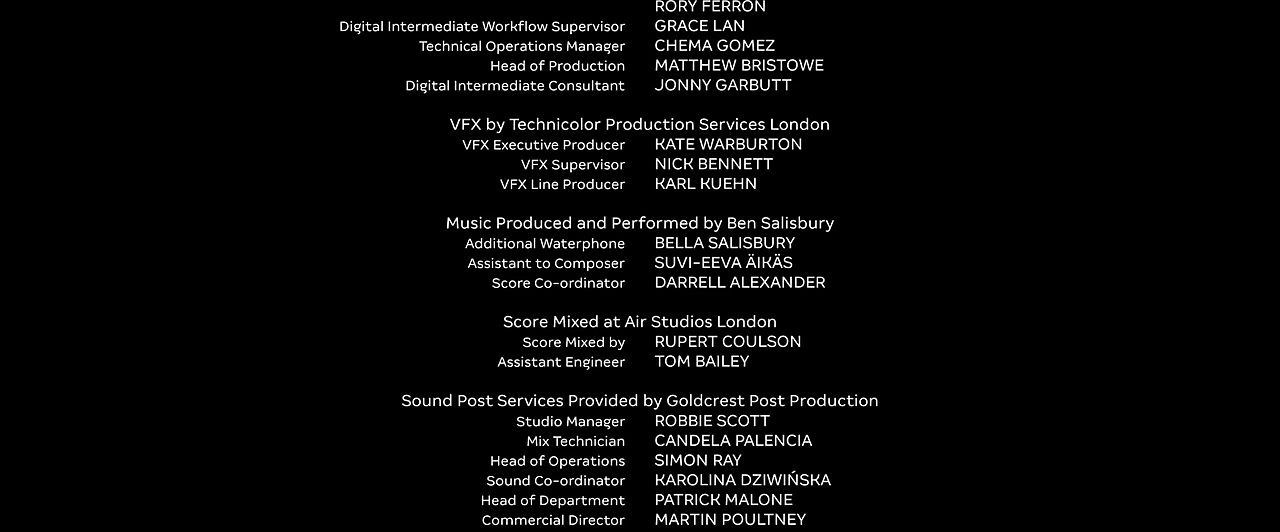 RORY FERRON
Digital Intermediate Workflow Supervisor GRACE LAN
Technical Operations Manager CHEMA GOMEZ
Head of Production MATTHEW BRISTOWE
Digital Intermediate Consultant JONNY GARBUTT
VFX by Technicolor Production Services London
VFX Executive Producer KATE WARBURTON
VFX Supervisor NICK BENNETT
VFX Line Producer KARL KUEHN
Music Produced and Performed by Ben Salisbury
Additional Waterphone BELLA SALISBURY
Assistant to Composer SUVI-EEVA ÄIKÄS
Score Co-ordinator DARRELL ALEXANDER
Score Mixed at Air Studios London
Score Mixed by RUPERT COULSON
Assistant Engineer TOM BAILEY
Sound Post Services Provided by Goldcrest Post Production
Studio Manager ROBBIE SCOTT
Mix Technician CANDELA PALENCIA
Head of Operations SIMON RAY
Sound Co-ordinator KAROLINA DZIWIŃSKA
Head of Department PATRICK MALONE
Commercial Director MARTIN POULTNEY